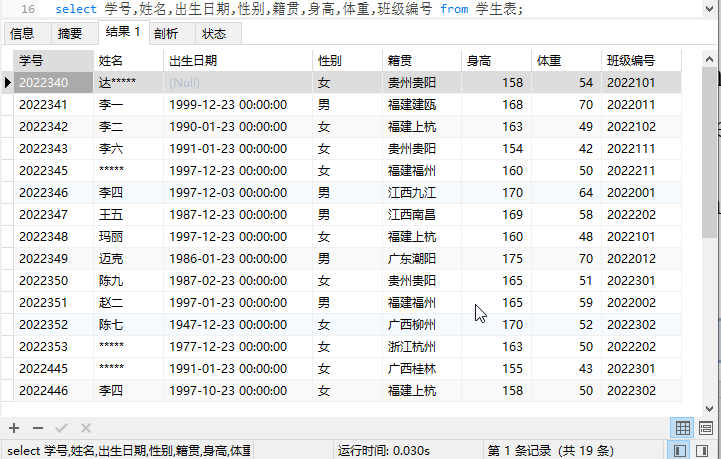 16 select 学号,姓名,出生日期,性别,籍贯,身高,体重,班级编号 from 学生表;
信息 摘要 结果 1 剖析 状态
学号 姓名 出生日期 性别 籍贯 身高 体重 班级编号
2022340 达***** (Null) 女 贵州贵阳 158 54 2022101
2022341 李一 1999-12-23 00:00:00 男 福建建瓯 168 70 2022011
2022342 李二 1990-01-23 00:00:00 女 福建上杭 163 49 2022102
2022343 李六 1991-01-23 00:00:00 女 贵州贵阳 154 42 2022111
2022345 ***** 1997-12-23 00:00:00 女 福建福州 160 50 2022211
2022346 李四 1997-12-03 00:00:00 男 江西九江 170 64 2022001
2022347 王五 1987-12-23 00:00:00 男 江西南昌 169 58 2022202
2022348 玛丽 1997-12-23 00:00:00 女 福建上杭 160 48 2022101
2022349 迈克 1986-01-23 00:00:00 男 广东潮阳 175 70 2022012
2022350 陈九 1987-02-23 00:00:00 女 贵州贵阳 165 51 2022301
2022351 赵二 1997-01-23 00:00:00 男 福建福州 165 59 2022002
2022352 陈七 1947-12-23 00:00:00 女 广西柳州 170 52 2022302
2022353 ***** 1977-12-23 00:00:00 女 浙江杭州 163 50 2022202
2022445 ***** 1991-01-23 00:00:00 女 广西桂林 155 43 2022301
2022446 李四 1997-10-23 00:00:00 女 福建上杭 158 50 2022302
select 学号,姓名,出生日期,性别,籍贯,身高,体重 运行时间: 0.030s 第 1 条记录 (共 19 条)